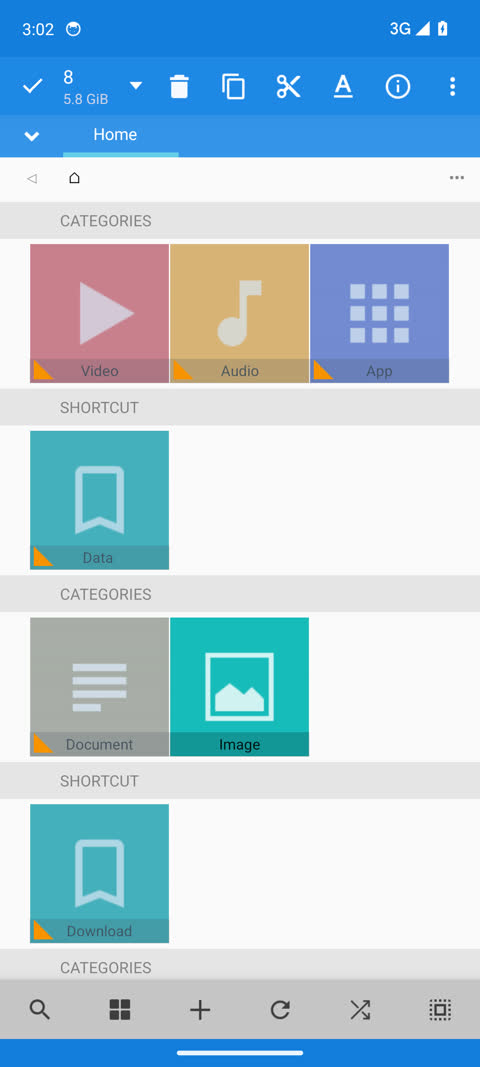 3:02
3G
8
5.8 GiB
A
Home
CATEGORIES
Video
Audio
App
SHORTCUT
Data
CATEGORIES
Document
Image
SHORTCUT
Download
CATEGORIES